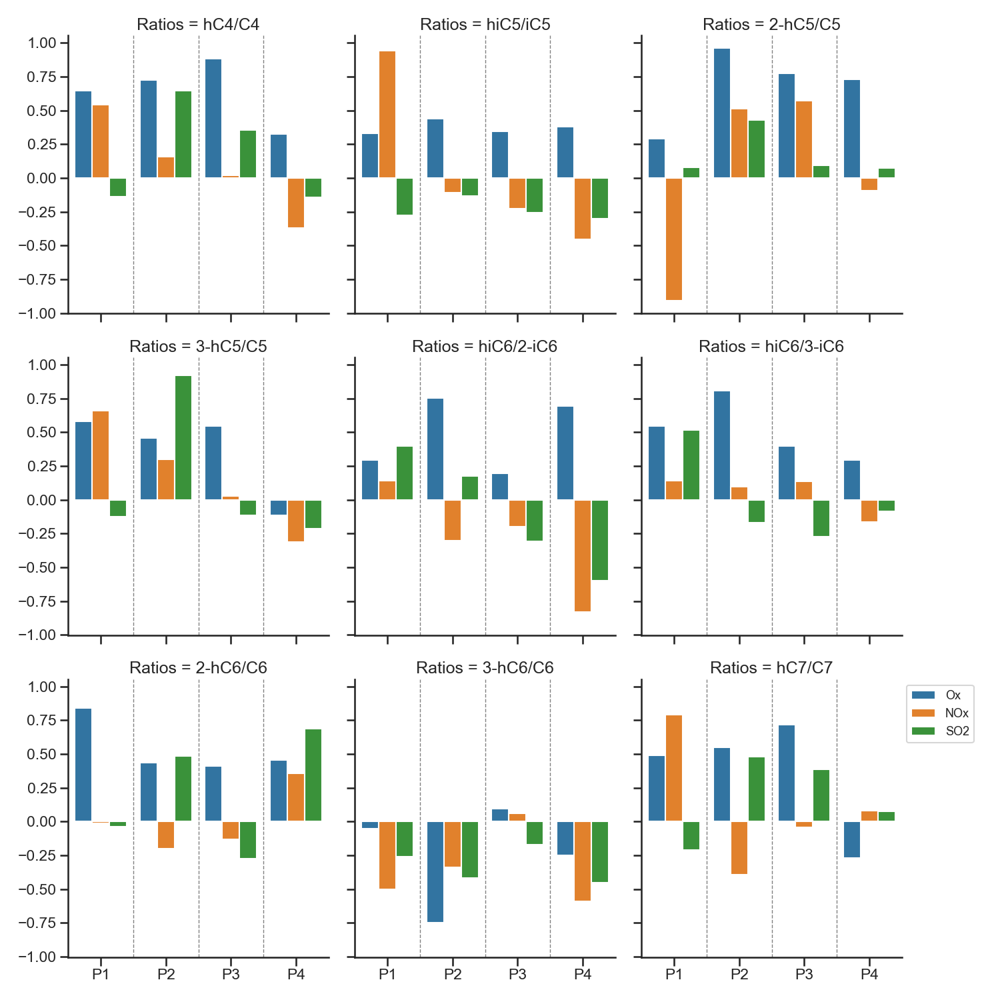 Ratios = hC4/C4
Ratios = hiC5/iC5
Ratios = 2-hC5/C5
1.00
0.75
0.50
0.25
0.00
−0.25
−0.50
−0.75
−1.00
Ratios = 3-hC5/C5
Ratios = hiC6/2-iC6
Ratios = hiC6/3-iC6
1.00
0.75
0.50
0.25
0.00
−0.25
−0.50
−0.75
−1.00
Ratios = 2-hC6/C6
Ratios = 3-hC6/C6
Ratios = hC7/C7
1.00
0.75
0.50
0.25
0.00
−0.25
−0.50
−0.75
−1.00
Ox
NOx
SO2
P1 P2 P3 P4
P1 P2 P3 P4
P1 P2 P3 P4